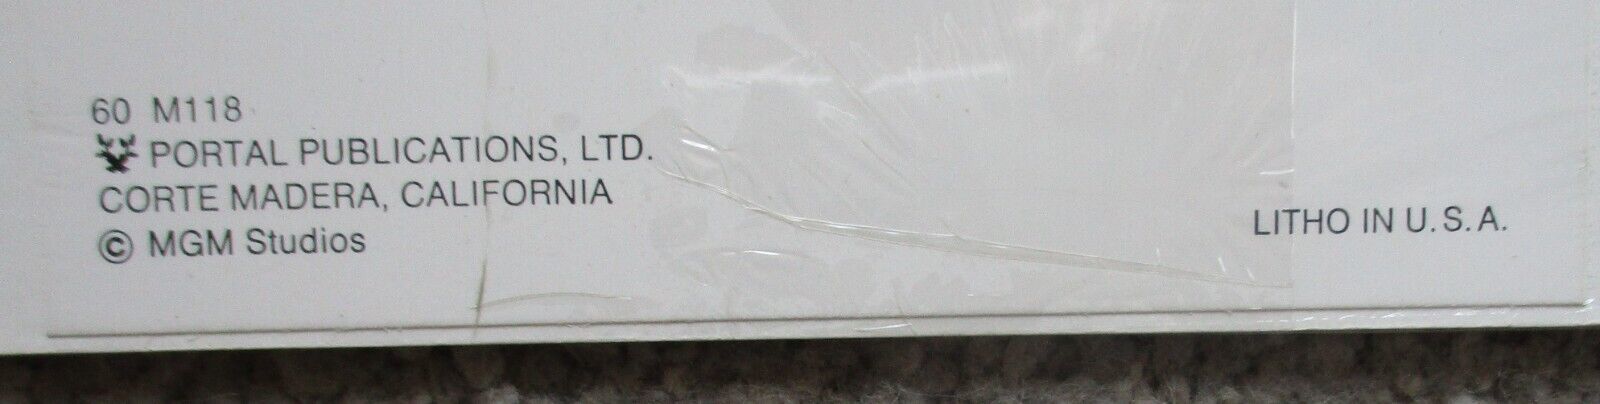 60 M118
PORTAL PUBLICATIONS, LTD.
CORTE MADERA, CALIFORNIA
© MGM Studios
LITHO IN U.S.A.